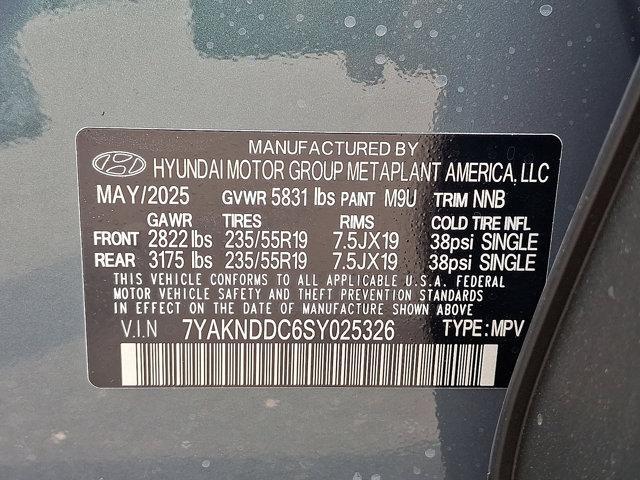 MANUFACTURED BY
HYUNDAI MOTOR GROUP METAPLANT AMERICA, LLC
MAY/2025 GVWR 5831 lbs PAINT M9U TRIM NNB
GAWR TIRES RIMS COLD TIRE INFL
FRONT 2822 lbs 235/55R19 7.5JX19 38psi SINGLE
REAR 3175 lbs 235/55R19 7.5JX19 38psi SINGLE
THIS VEHICLE CONFORMS TO ALL APPLICABLE U.S.A. FEDERAL
MOTOR VEHICLE SAFETY AND THEFT PREVENTION STANDARDS
IN EFFECT ON THE DATE OF MANUFACTURE SHOWN ABOVE.
V.I.N 7YAKNDDC6SY025326 TYPE: MPV